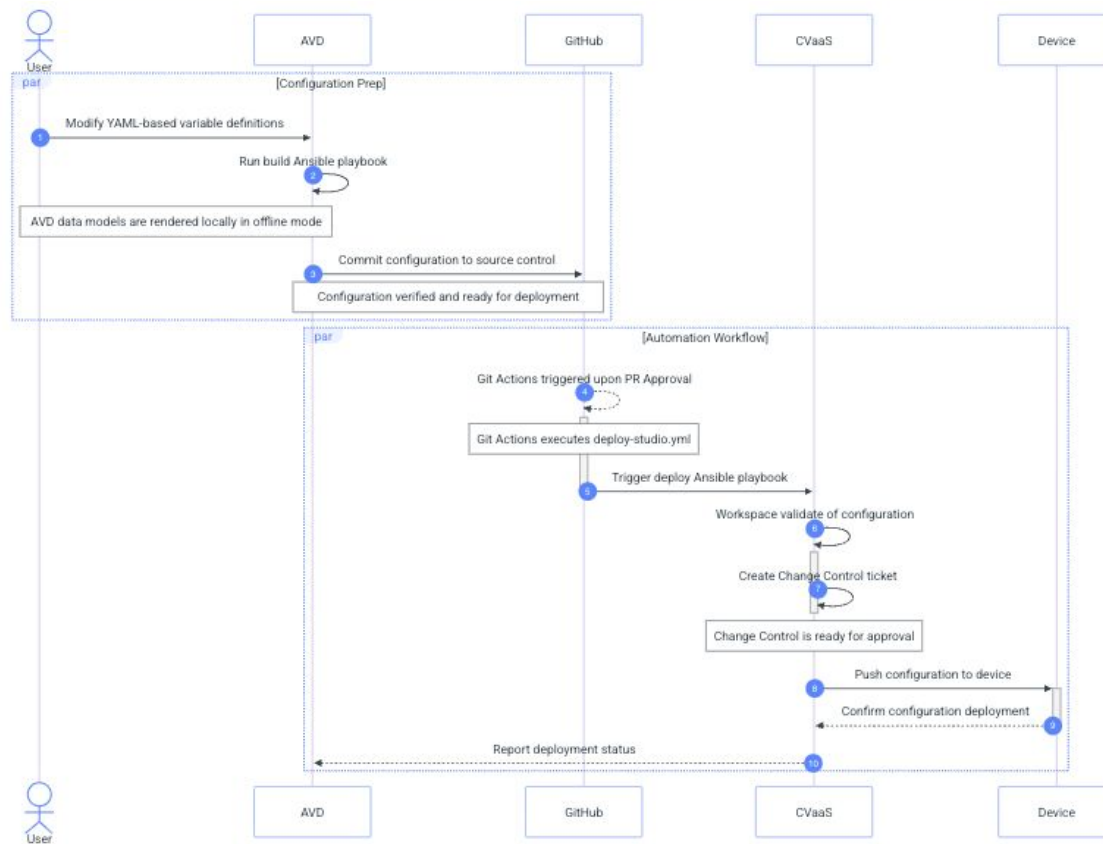 AVD
GitHub
CVaaS
Device
User
par
[Configuration Prep]
Modify YAML-based variable definitions
1
Run build Ansible playbook
2
AVD data models are rendered locally in offline mode
Commit configuration to source control
3
Configuration verified and ready for deployment
par
[Automation Workflow]
Git Actions triggered upon PR Approval
4
Git Actions executes deploy-studio.yml
Trigger deploy Ansible playbook
5
Workspace validate of configuration
6
Create Change Control ticket
7
Change Control is ready for approval
Push configuration to device
8
Confirm configuration deployment
9
Report deployment status
10
AVD
GitHub
CVaaS
Device
User